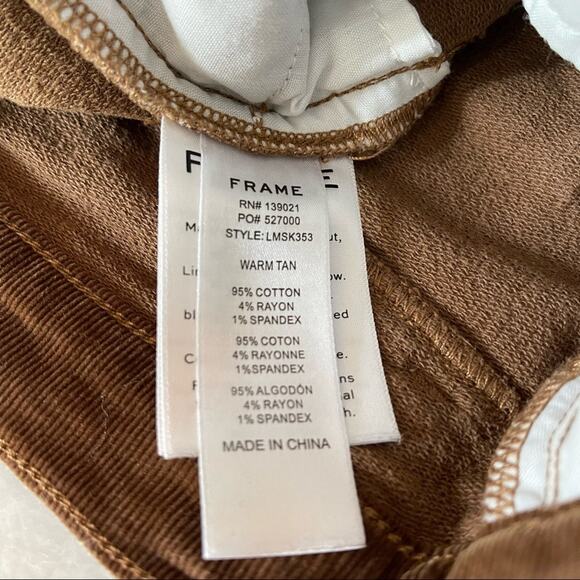 FRAME
RN# 139021
PO# 527000
STYLE: LMSK353
WARM TAN
95% COTTON
4% RAYON
1% SPANDEX
95% COTON
4% RAYONNE
1% SPANDEX
95% ALGODÓN
4% RAYON
1% SPANDEX
MADE IN CHINA